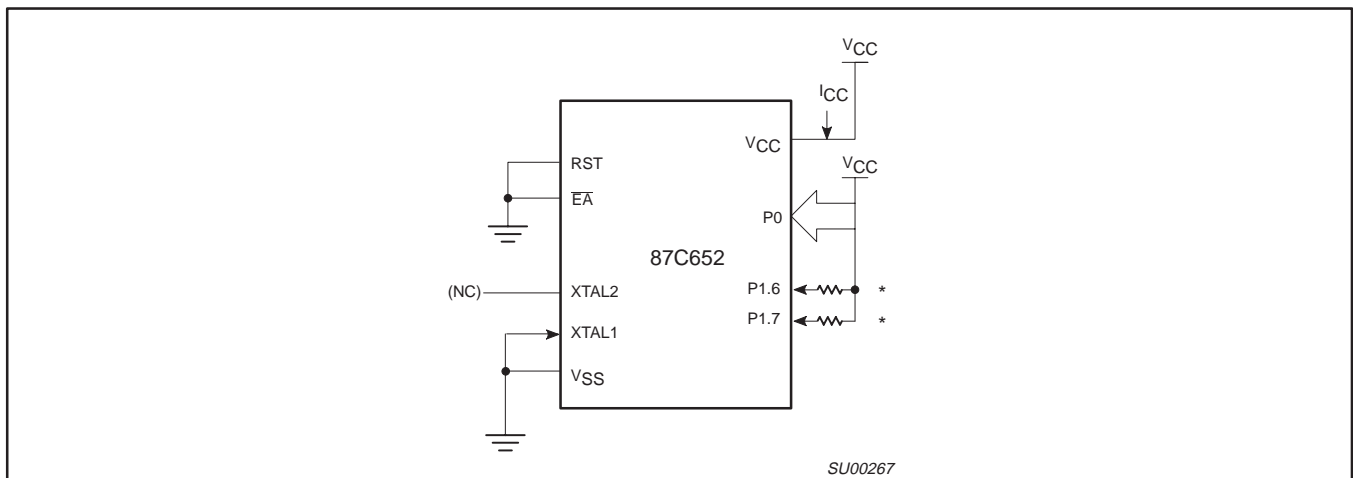 VCC
ICC
VCC
RST
VCC
EA
P0
87C652
(NC) XTAL2
P1.6 *
P1.7 *
XTAL1
VSS
SU00267